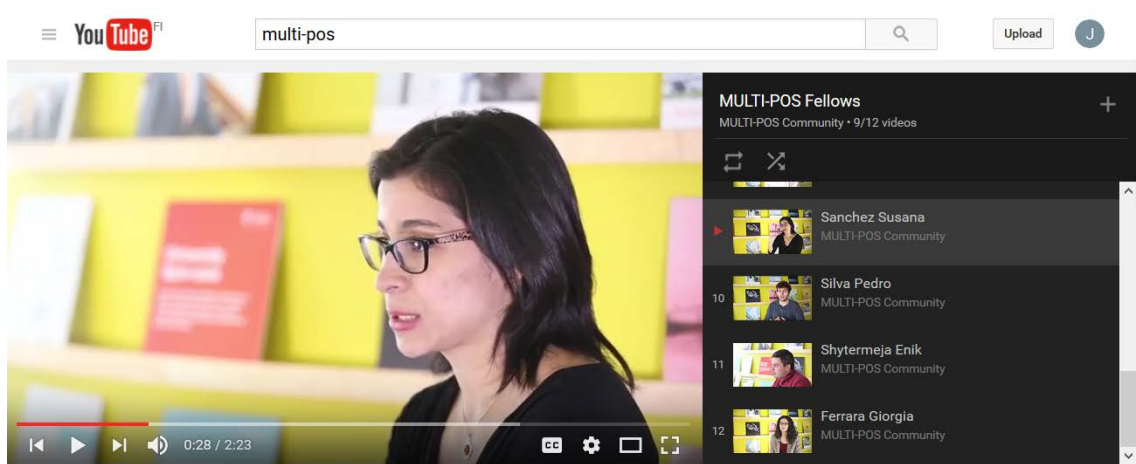 YouTube FI
multi-pos
Upload
J
MULTI-POS Fellows
MULTI-POS Community • 9/12 videos
Sanchez Susana
MULTI-POS Community
10
Silva Pedro
MULTI-POS Community
11
Shytermeja Enik
MULTI-POS Community
12
Ferrara Giorgia
MULTI-POS Community
0:28 / 2:23
CC